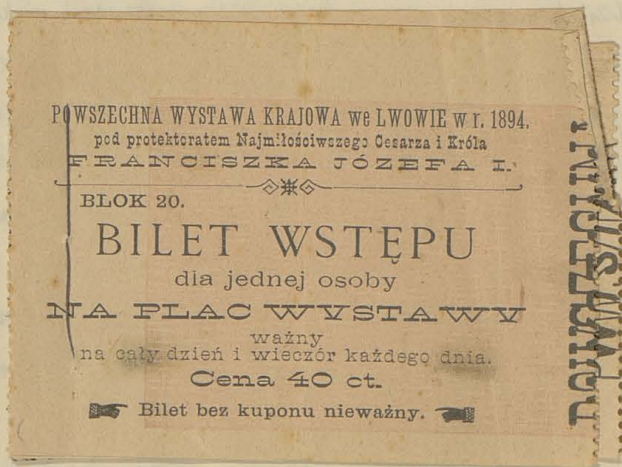 POWSZECHNA WYSTAWA KRAJOWA we LWOWIE w r. 1894.
pod protektoratem Najmiłościwszego Cesarza i Króla
FRANCISZKA JÓZEFA I.
BLOK 20.
BILET WSTĘPU
dla jednej osoby
NA PLAC WYSTAWY
ważny
na cały dzień i wieczór każdego dnia.
Cena 40 ct.
Bilet bez kuponu nieważny.